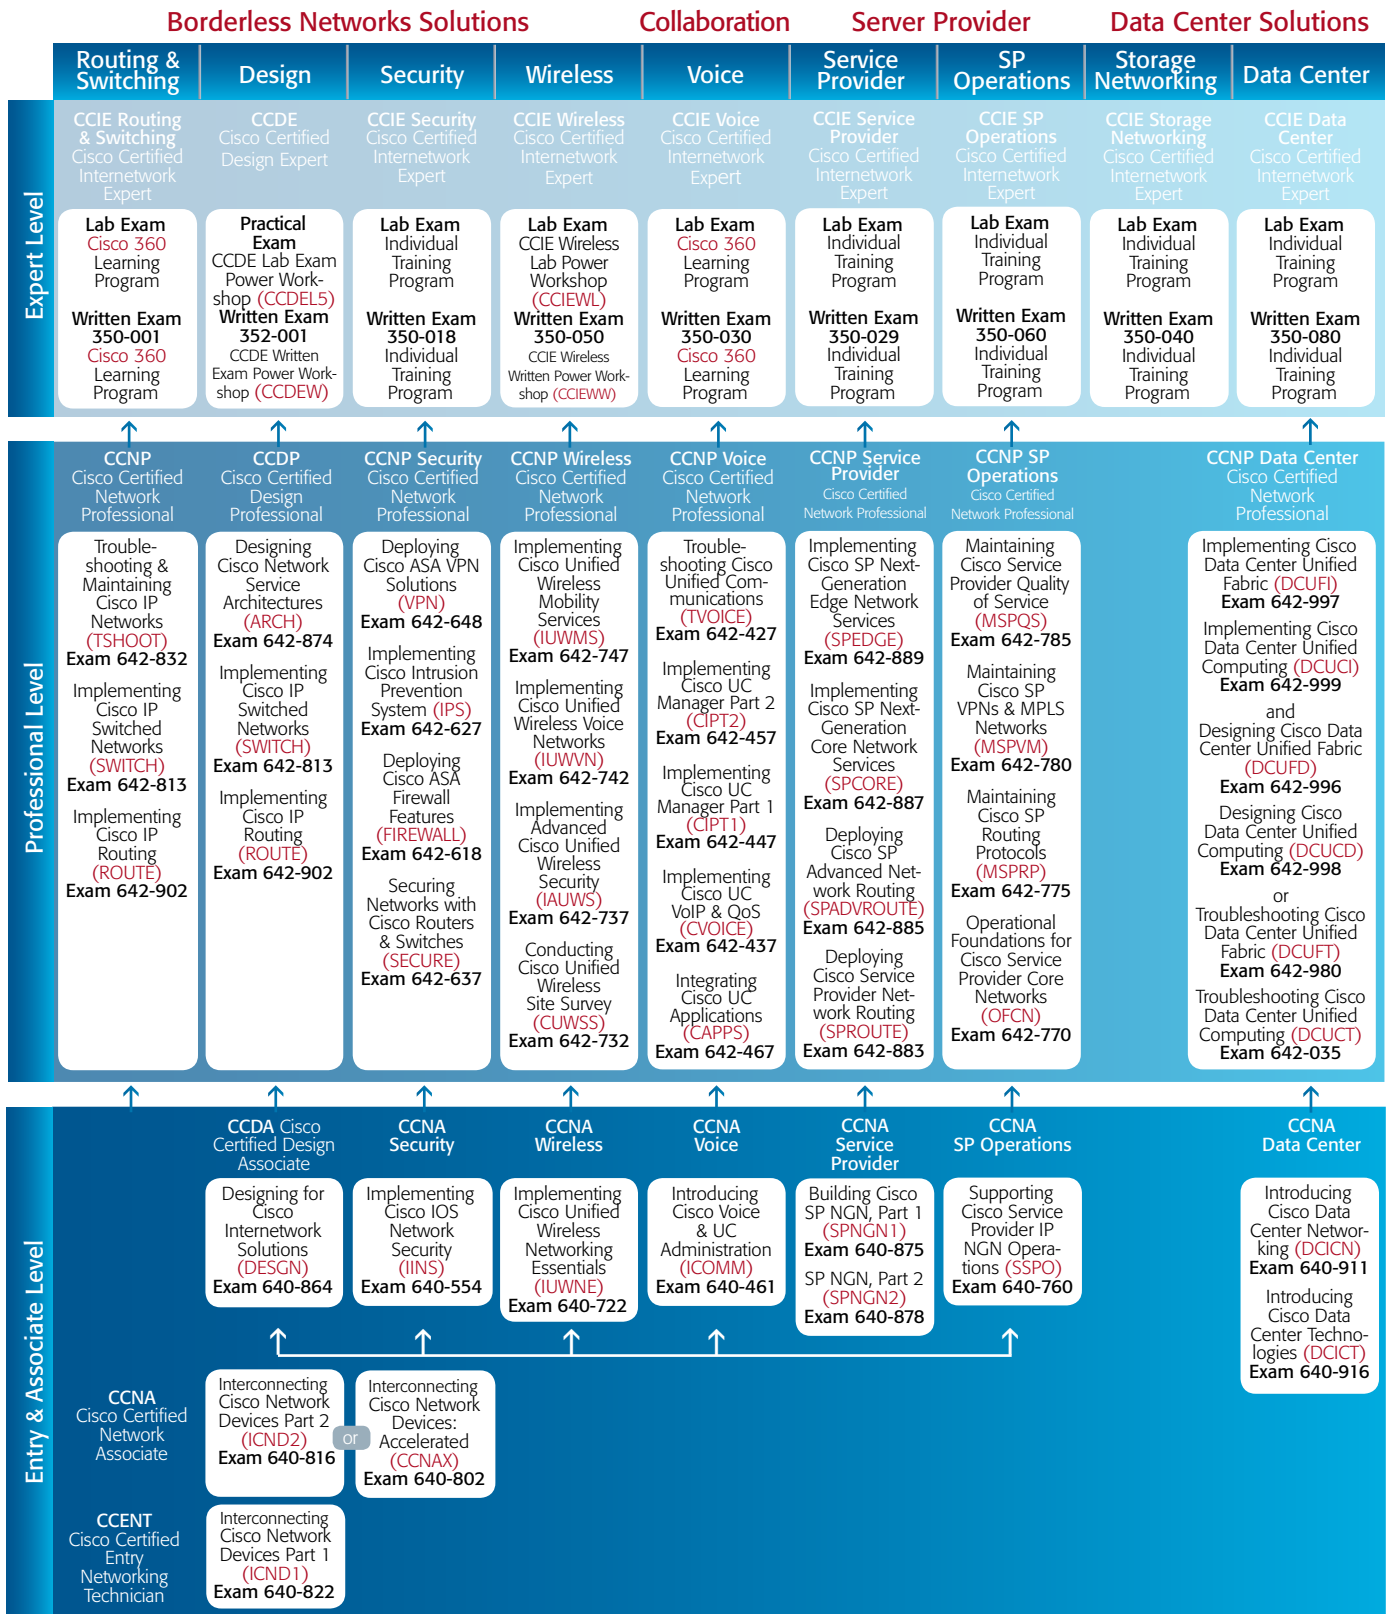 Borderless Networks Solutions
Collaboration
Server Provider
Data Center Solutions
Routing &
Switching
Design
Security
Wireless
Voice
Service
Provider
SP
Operations
Storage
Networking
Data Center
Expert Level
CCIE Routing
& Switching
Cisco Certified
Internetwork
Expert
Lab Exam
Cisco 360
Learning
Program
Written Exam
350-001
Cisco 360
Learning
Program
CCDE
Cisco Certified
Design Expert
Practical
Exam
CCDE Lab Exam
Power Work-
shop (CCDEL5)
Written Exam
352-001
CCDE Written
Exam Power Work-
shop (CCDEW)
CCIE Security
Cisco Certified
Internetwork
Expert
Lab Exam
Individual
Training
Program
Written Exam
350-018
Individual
Training
Program
CCIE Wireless
Cisco Certified
Internetwork
Expert
Lab Exam
CCIE Wireless
Lab Power
Workshop
(CCIEWL)
Written Exam
350-050
CCIE Wireless
Written Power Work-
shop (CCIEWW)
CCIE Voice
Cisco Certified
Internetwork
Expert
Lab Exam
Cisco 360
Learning
Program
Written Exam
350-030
Cisco 360
Learning
Program
CCIE Service
Provider
Cisco Certified
Internetwork
Expert
Lab Exam
Individual
Training
Program
Written Exam
350-029
Individual
Training
Program
CCIE SP
Operations
Cisco Certified
Internetwork
Expert
Lab Exam
Individual
Training
Program
Written Exam
350-060
Individual
Training
Program
CCIE Storage
Networking
Cisco Certified
Internetwork
Expert
Lab Exam
Individual
Training
Program
Written Exam
350-040
Individual
Training
Program
CCIE Data
Center
Cisco Certified
Internetwork
Expert
Lab Exam
Individual
Training
Program
Written Exam
350-080
Individual
Training
Program
Professional Level
CCNP
Cisco Certified
Network
Professional
Trouble-
shooting &
Maintaining
Cisco IP
Networks
(TSHOOT)
Exam 642-832
Implementing
Cisco IP
Switched
Networks
(SWITCH)
Exam 642-813
Implementing
Cisco IP
Routing
(ROUTE)
Exam 642-902
CCDP
Cisco Certified
Design
Professional
Designing
Cisco Network
Service
Architectures
(ARCH)
Exam 642-874
Implementing
Cisco IP
Switched
Networks
(SWITCH)
Exam 642-813
Implementing
Cisco IP
Routing
(ROUTE)
Exam 642-902
CCNP Security
Cisco Certified
Network
Professional
Deploying
Cisco ASA VPN
Solutions
(VPN)
Exam 642-648
Implementing
Cisco Intrusion
Prevention
System (IPS)
Exam 642-627
Deploying
Cisco ASA
Firewall
Features
(FIREWALL)
Exam 642-618
Securing
Networks with
Cisco Routers
& Switches
(SECURE)
Exam 642-637
CCNP Wireless
Cisco Certified
Network
Professional
Implementing
Cisco Unified
Wireless
Mobility
Services
(IUWMS)
Exam 642-747
Implementing
Cisco Unified
Wireless Voice
Networks
(IUWVN)
Exam 642-742
Implementing
Advanced
Cisco Unified
Wireless
Security
(IAUWS)
Exam 642-737
Conducting
Cisco Unified
Wireless
Site Survey
(CUWSS)
Exam 642-732
CCNP Voice
Cisco Certified
Network
Professional
Trouble-
shooting Cisco
Unified Com-
munications
(TVOICE)
Exam 642-427
Implementing
Cisco UC
Manager Part 2
(CIPT2)
Exam 642-457
Implementing
Cisco UC
Manager Part 1
(CIPT1)
Exam 642-447
Implementing
Cisco UC
VoIP & QoS
(CVOICE)
Exam 642-437
Integrating
Cisco UC
Applications
(CAPPS)
Exam 642-467
CCNP Service
Provider
Cisco Certified
Network Professional
Implementing
Cisco SP Next-
Generation
Edge Network
Services
(SPEDGE)
Exam 642-889
Implementing
Cisco SP Next-
Generation
Core Network
Services
(SPCORE)
Exam 642-887
Deploying
Cisco SP
Advanced Net-
work Routing
(SPADVROUTE)
Exam 642-885
Deploying
Cisco Service
Provider Net-
work Routing
(SPROUTE)
Exam 642-883
CCNP SP
Operations
Cisco Certified
Network Professional
Maintaining
Cisco Service
Provider Quality
of Service
(MSPQS)
Exam 642-785
Maintaining
Cisco SP
VPNs & MPLS
Networks
(MSPVM)
Exam 642-780
Maintaining
Cisco SP
Routing
Protocols
(MSPRP)
Exam 642-775
Operational
Foundations for
Cisco Service
Provider Core
Networks
(OFCN)
Exam 642-770
CCNP Data Center
Cisco Certified
Network
Professional
Implementing Cisco
Data Center Unified
Fabric (DCUFI)
Exam 642-997
Implementing Cisco
Data Center Unified
Computing (DCUCI)
Exam 642-999
and
Designing Cisco Data
Center Unified Fabric
(DCUFD)
Exam 642-996
Designing Cisco
Data Center Unified
Computing (DCUCD)
Exam 642-998
or
Troubleshooting Cisco
Data Center Unified
Fabric (DCUFT)
Exam 642-980
Troubleshooting Cisco
Data Center Unified
Computing (DCUCT)
Exam 642-035
Entry & Associate Level
CCDA Cisco
Certified Design
Associate
Designing for
Cisco
Internetwork
Solutions
(DESGN)
Exam 640-864
CCNA
Security
Implementing
Cisco IOS
Network
Security
(IINS)
Exam 640-554
CCNA
Wireless
Implementing
Cisco Unified
Wireless
Networking
Essentials
(IUWNE)
Exam 640-722
CCNA
Voice
Introducing
Cisco Voice
& UC
Administration
(ICOMM)
Exam 640-461
CCNA
Service
Provider
Building Cisco
SP NGN, Part 1
(SPNGN1)
Exam 640-875
SP NGN, Part 2
(SPNGN2)
Exam 640-878
CCNA
SP Operations
Supporting
Cisco Service
Provider IP
NGN Opera-
tions (SSPO)
Exam 640-760
CCNA
Data Center
Introducing
Cisco Data
Center Networ-
king (DCICN)
Exam 640-911
Introducing
Cisco Data
Center Techno-
logies (DCICT)
Exam 640-916
CCNA
Cisco Certified
Network
Associate
Interconnecting
Cisco Network
Devices Part 2
(ICND2)
Exam 640-816
or
Interconnecting
Cisco Network
Devices:
Accelerated
(CCNAX)
Exam 640-802
CCENT
Cisco Certified
Entry
Networking
Technician
Interconnecting
Cisco Network
Devices Part 1
(ICND1)
Exam 640-822